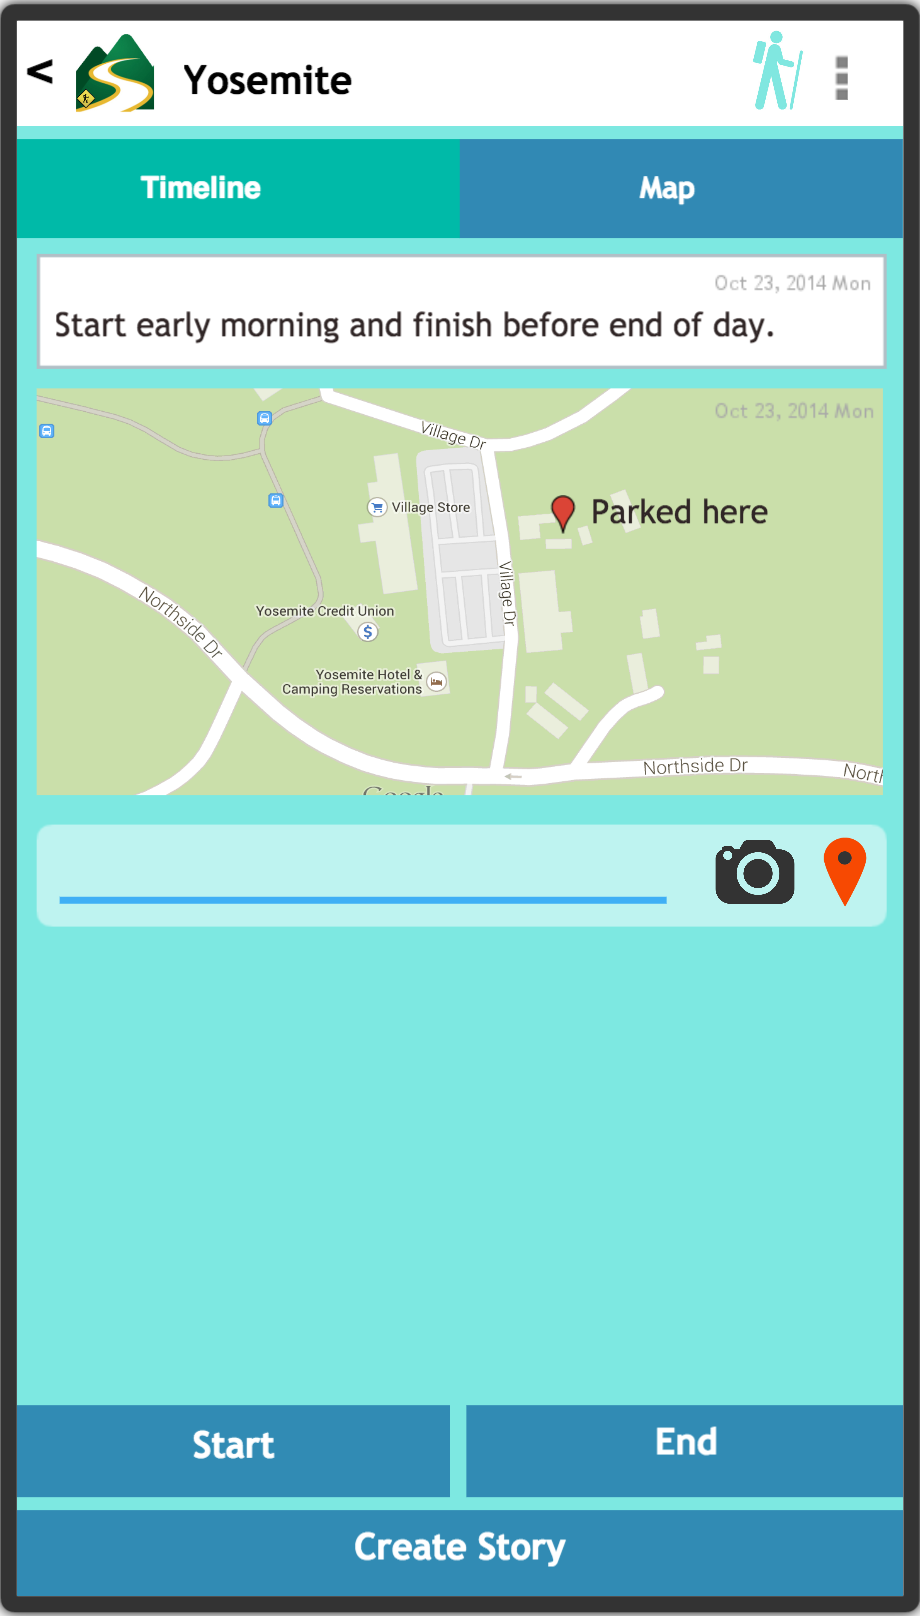 < Yosemite
Timeline Map
Oct 23, 2014 Mon
Start early morning and finish before end of day.
Oct 23, 2014 Mon
Village Dr
Village Store
Parked here
Village Dr
Northside Dr
Yosemite Credit Union
$
Yosemite Hotel &
Camping Reservations
Northside Dr
North
Google
Start End
Create Story